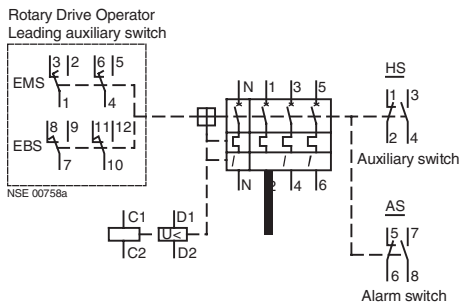 Rotary Drive Operator
Leading auxiliary switch
3 2 6 5
EMS
1 4
8 9 11 12
EBS
7 10
NSE 00758a
N 1 3 5
I I I
N 2 4 6
C1 D1
U<
C2 D2
HS
1 3
2 4
Auxiliary switch
AS
5 7
6 8
Alarm switch